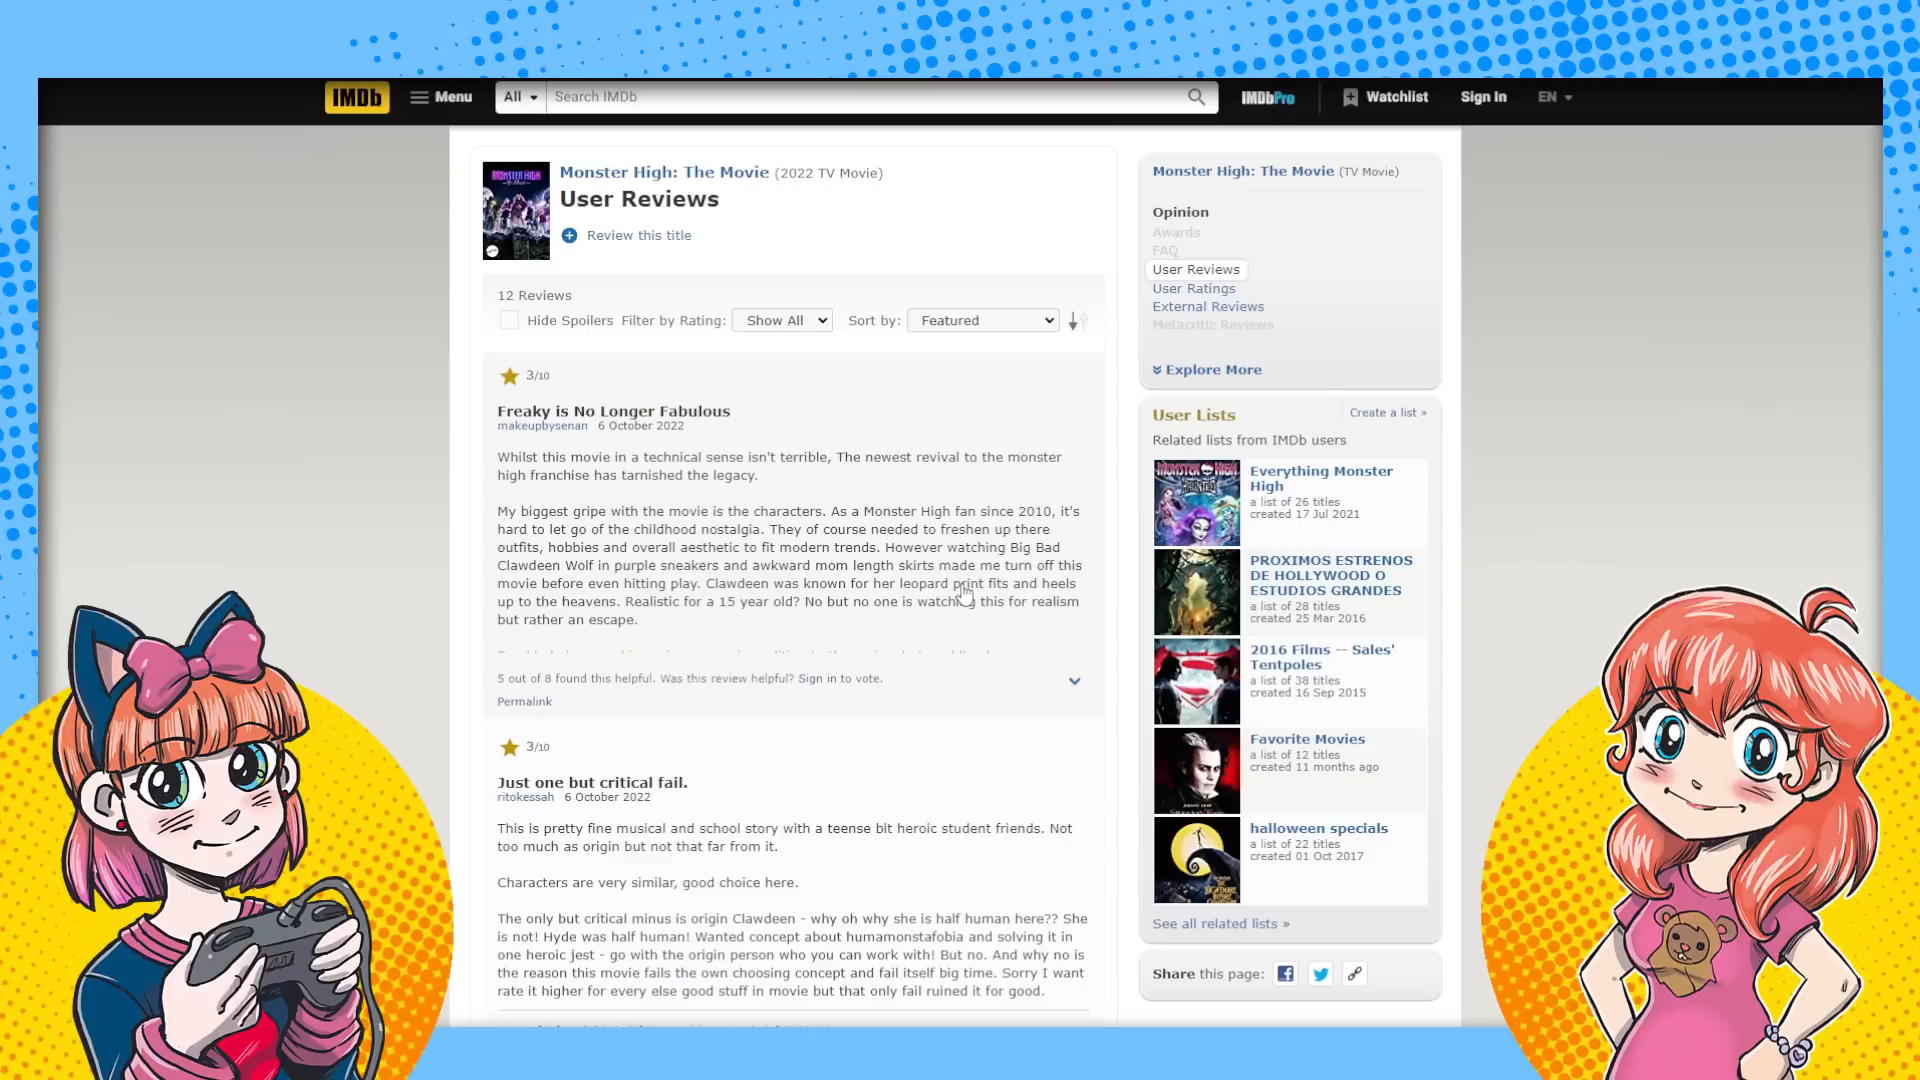 IMDb
Menu
All
Search IMDb
IMDbPro
Watchlist
Sign In
EN
MONSTER HIGH
Monster High: The Movie (2022 TV Movie)
User Reviews
Review this title
12 Reviews
Hide Spoilers Filter by Rating: Show All Sort by: Featured
3/10
Freaky is No Longer Fabulous
makeupbysenan 6 October 2022
Whilst this movie in a technical sense isn't terrible, The newest revival to the monster
high franchise has tarnished the legacy.
My biggest gripe with the movie is the characters. As a Monster High fan since 2010, it's
hard to let go of the childhood nostalgia. They of course needed to freshen up there
outfits, hobbies and overall aesthetic to fit modern trends. However watching Big Bad
Clawdeen Wolf in purple sneakers and awkward mom length skirts made me turn off this
movie before even hitting play. Clawdeen was known for her leopard print fits and heels
up to the heavens. Realistic for a 15 year old? No but no one is watching this for realism
but rather an escape.
5 out of 8 found this helpful. Was this review helpful? Sign in to vote.
Permalink
3/10
Just one but critical fail.
ritokessah 6 October 2022
This is pretty fine musical and school story with a teense bit heroic student friends. Not
too much as origin but not that far from it.
Characters are very similar, good choice here.
The only but critical minus is origin Clawdeen - why oh why she is half human here?? She
is not! Hyde was half human! Wanted concept about humamonstafobia and solving it in
one heroic jest - go with the origin person who you can work with! But no. And why no is
the reason this movie fails the own choosing concept and fail itself big time. Sorry I want
rate it higher for every else good stuff in movie but that only fail ruined it for good.
Monster High: The Movie (TV Movie)
Opinion
Awards
FAQ
User Reviews
User Ratings
External Reviews
Metacritic Reviews
Explore More
User Lists
Create a list »
Related lists from IMDb users
MONSTER HIGH
HAUNTED
Everything Monster
High
a list of 26 titles
created 17 Jul 2021
PROXIMOS ESTRENOS
DE HOLLYWOOD O
ESTUDIOS GRANDES
a list of 28 titles
created 25 Mar 2016
2016 Films -- Sales'
Tentpoles
a list of 38 titles
created 16 Sep 2015
Favorite Movies
a list of 12 titles
created 11 months ago
halloween specials
a list of 22 titles
created 01 Oct 2017
See all related lists »
Share this page: